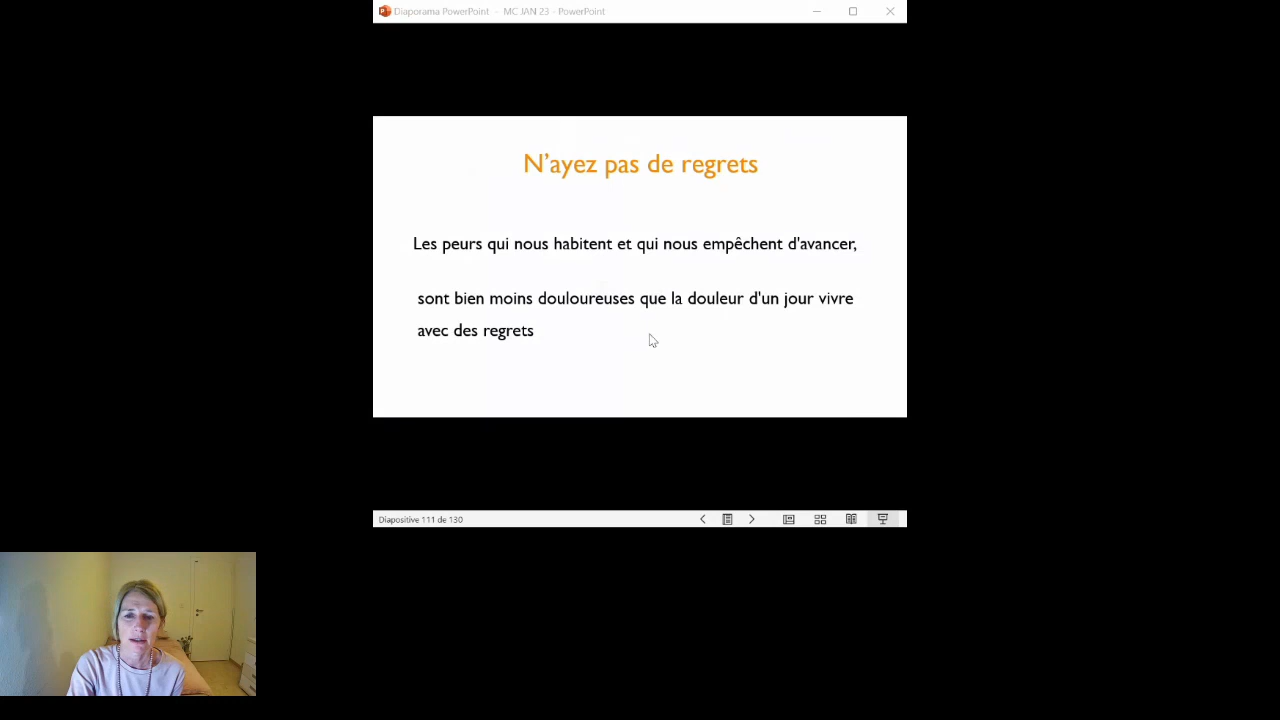 Diaporama PowerPoint - MC JAN 23 - PowerPoint
N'ayez pas de regrets
Les peurs qui nous habitent et qui nous empêchent d'avancer,
sont bien moins douloureuses que la douleur d'un jour vivre
avec des regrets
Diapositive 111 de 130